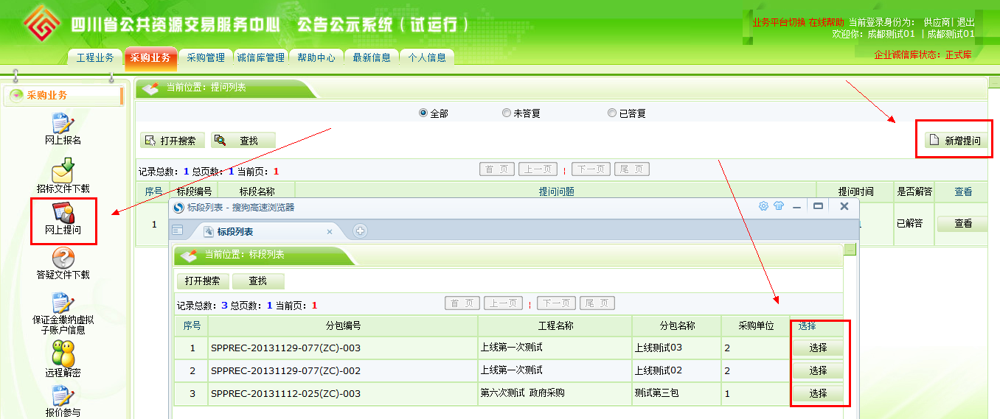 四川省公共资源交易服务中心 公告公示系统（试运行）
业务平台切换 在线帮助 当前登录身份为： 供应商| 退出
欢迎你：成都测试01 | 成都测试01
企业诚信库状态：正式库
工程业务 采购业务 采购管理 诚信库管理 帮助中心 最新信息 个人信息
采购业务
网上报名
招标文件下载
网上提问
答疑文件下载
保证金缴纳虚拟
子账户信息
远程解密
报价参与
当前位置：提问列表
全部 未答复 已答复
打开搜索 查找 新增提问
记录总数：1 总页数：1 当前页：1 首 页 上一页 ¦ 下一页 尾 页
序号 标段编号 标段名称 提问问题 提问时间 是否解答 查看
1 已解答 查看
标段列表 - 搜狗高速浏览器
标段列表
当前位置：标段列表
打开搜索 查找
记录总数：3 总页数：1 当前页：1 首 页 上一页 ¦ 下一页 尾 页
序号 分包编号 工程名称 分包名称 采购单位 选择
1 SPPREC-20131129-077(ZC)-003 上线第一次测试 上线测试03 2 选择
2 SPPREC-20131129-077(ZC)-002 上线第一次测试 上线测试02 2 选择
3 SPPREC-20131112-025(ZC)-003 第六次测试 政府采购 测试第三包 1 选择